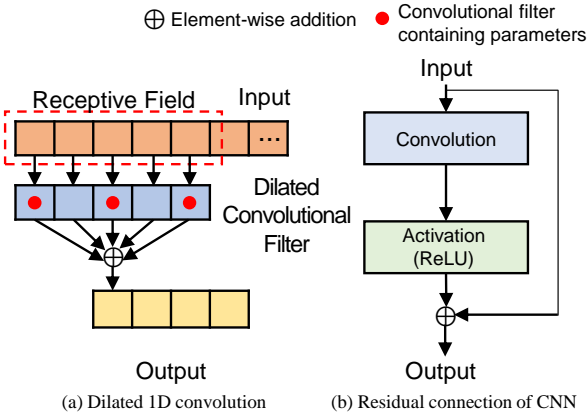 Element-wise addition
Convolutional filter
containing parameters
Receptive Field
Input
...
Dilated
Convolutional
Filter
Output
(a) Dilated 1D convolution
Input
Convolution
Activation
(ReLU)
Output
(b) Residual connection of CNN